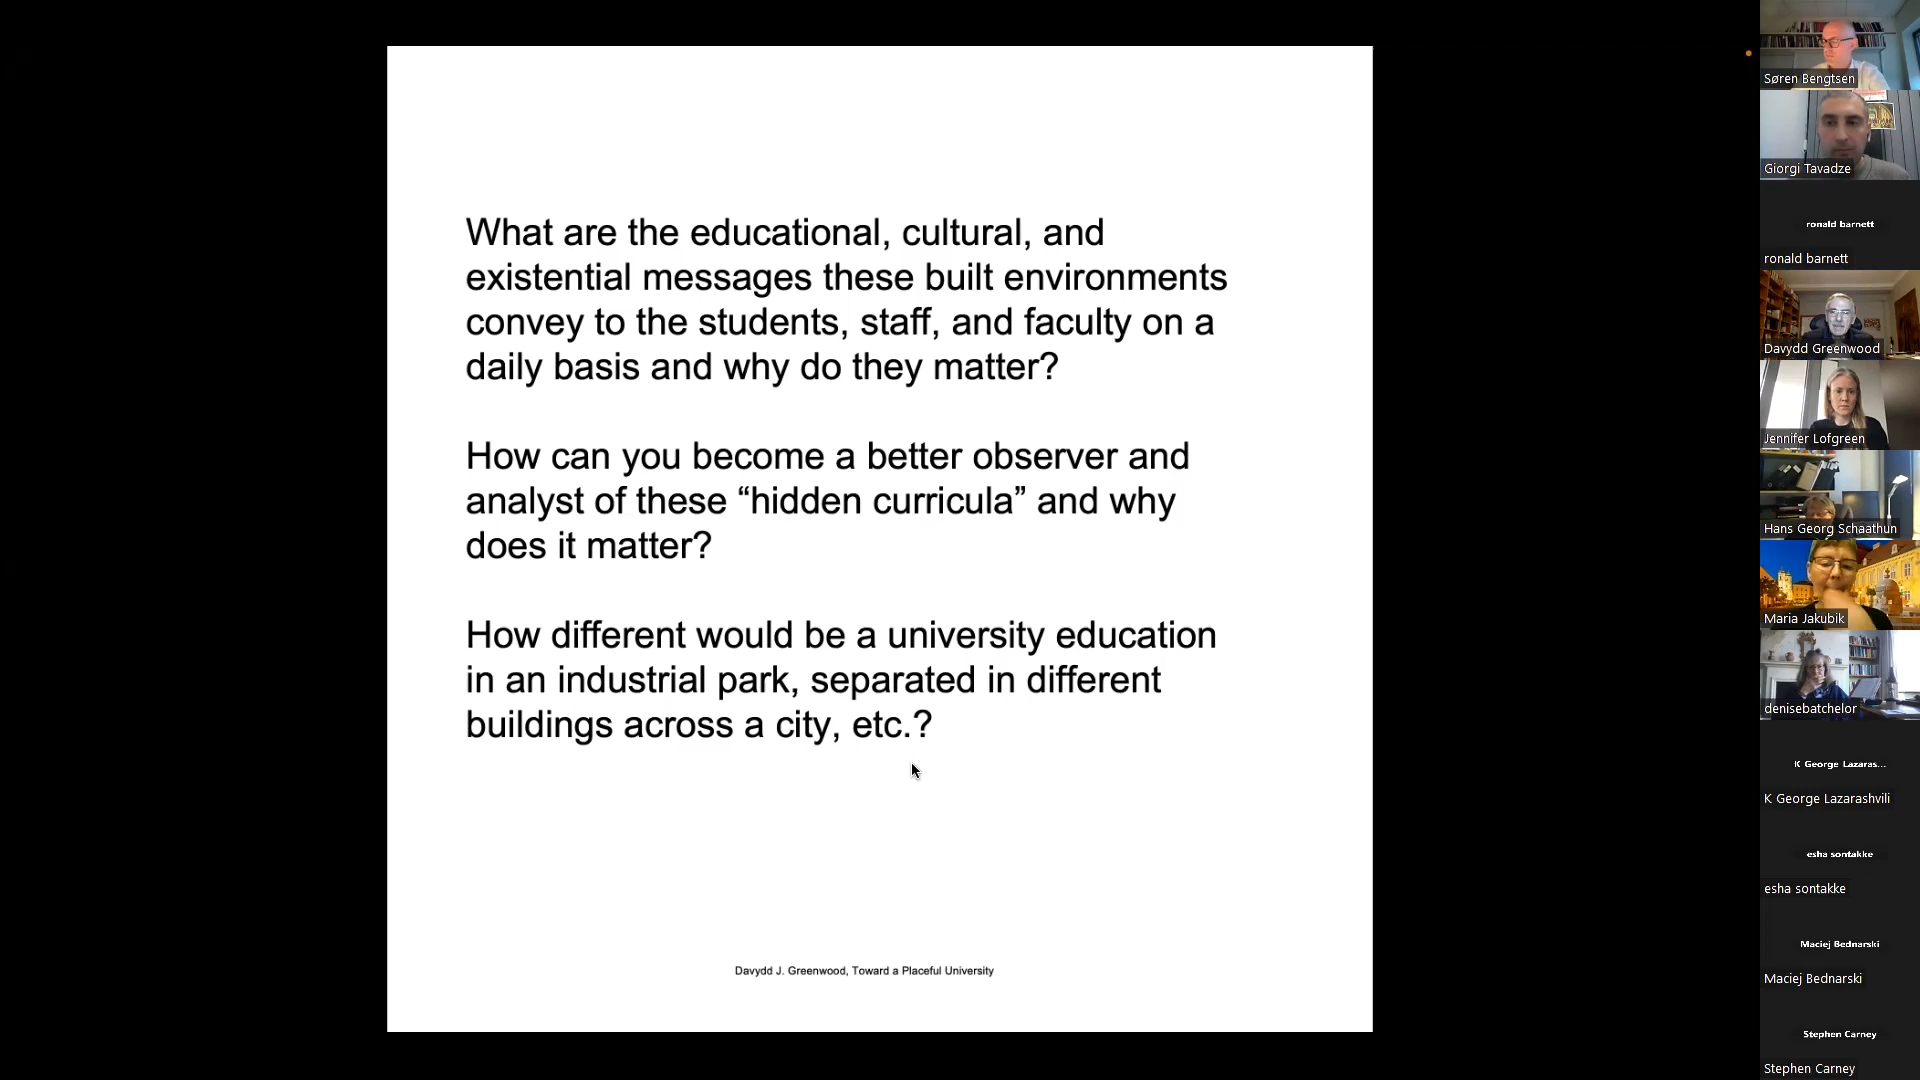 What are the educational, cultural, and
existential messages these built environments
convey to the students, staff, and faculty on a
daily basis and why do they matter?
How can you become a better observer and
analyst of these “hidden curricula” and why
does it matter?
How different would be a university education
in an industrial park, separated in different
buildings across a city, etc.?
Davydd J. Greenwood, Toward a Placeful University
Søren Bengtsen
Giorgi Tavadze
ronald barnett
ronald barnett
Davydd Greenwood
Jennifer Lofgreen
Hans Georg Schaathun
Maria Jakubik
denisebatchelor
K George Lazaras...
K George Lazarashvili
esha sontakke
esha sontakke
Maciej Bednarski
Maciej Bednarski
Stephen Carney
Stephen Carney